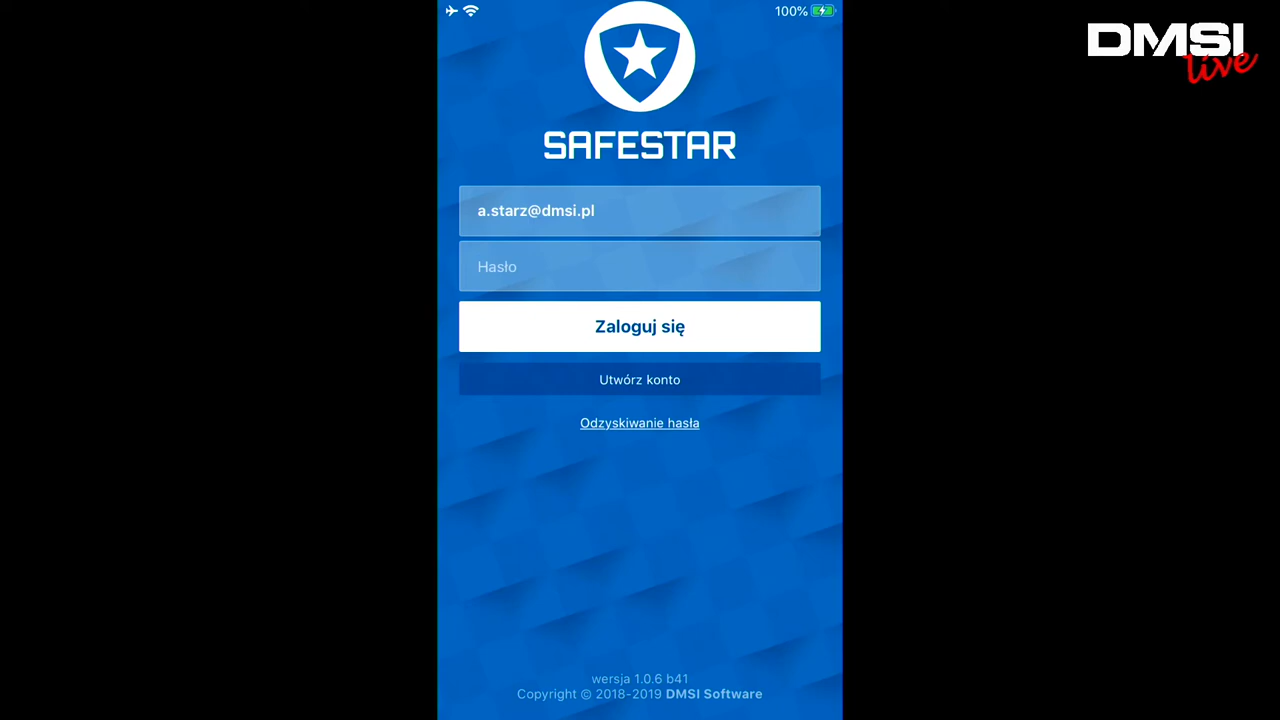 100%
DMSI
live
SAFESTAR
a.starz@dmsi.pl
Hasło
Zaloguj się
Utwórz konto
Odzyskiwanie hasła
wersja 1.0.6 b41
Copyright © 2018-2019 DMSI Software